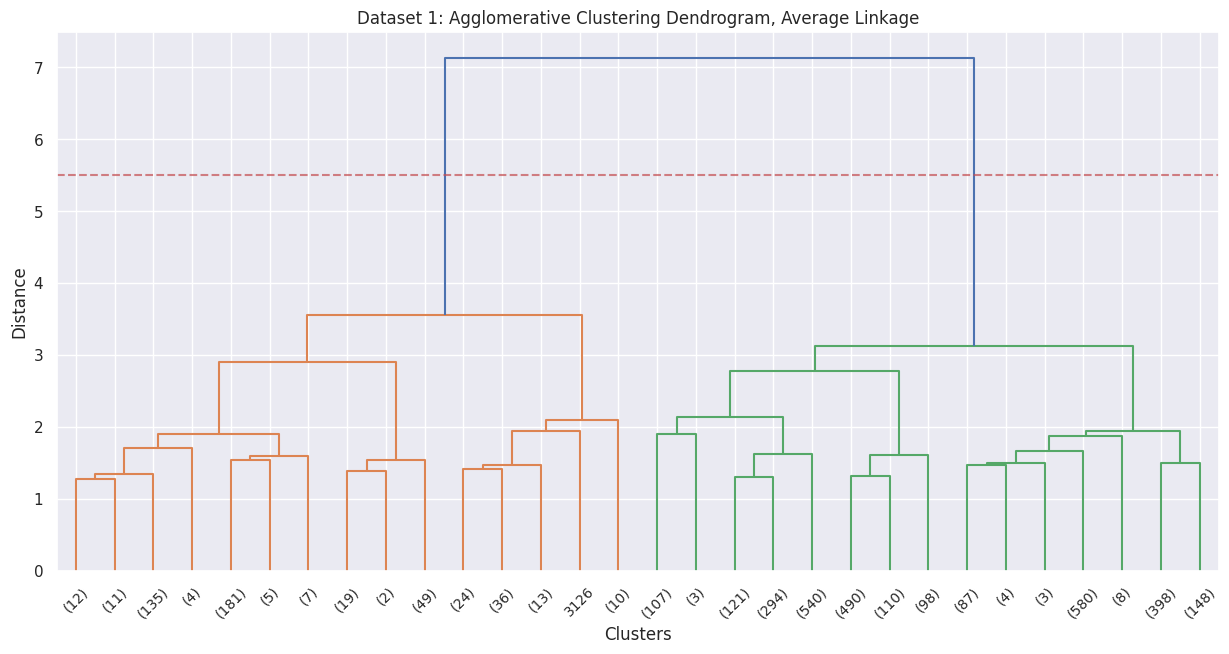 Dataset 1: Agglomerative Clustering Dendrogram, Average Linkage
7
6
5
4
3
2
1
0
Distance
(12) (11) (135) (4) (181) (5) (7) (19) (2) (49) (24) (36) (13) 3126 (10) (107) (3) (121) (294) (540) (490) (110) (98) (87) (4) (3) (580) (8) (398) (148)
Clusters